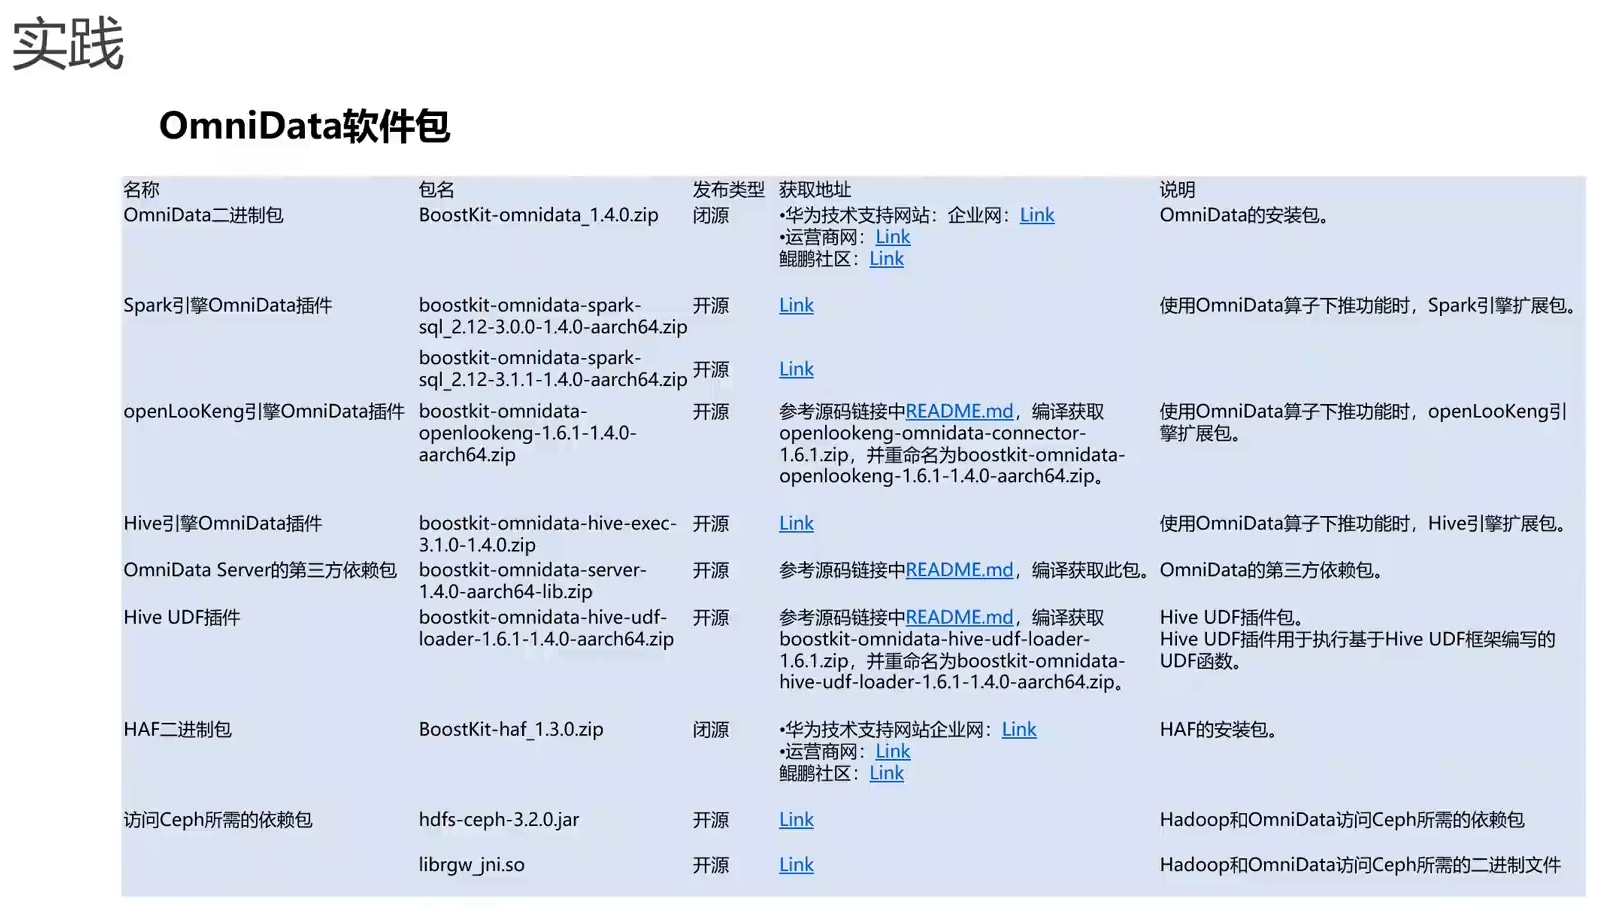 实践
OmniData软件包
名称 包名 发布类型 获取地址 说明
OmniData二进制包 BoostKit-omnidata_1.4.0.zip 闭源 •华为技术支持网站：企业网：Link OmniData的安装包。
•运营商网：Link
鲲鹏社区：Link
Spark引擎OmniData插件 boostkit-omnidata-spark- 开源 Link 使用OmniData算子下推功能时，Spark引擎扩展包。
sql_2.12-3.0.0-1.4.0-aarch64.zip
boostkit-omnidata-spark-
sql_2.12-3.1.1-1.4.0-aarch64.zip 开源 Link
openLooKeng引擎OmniData插件 boostkit-omnidata- 开源 参考源码链接中README.md，编译获取 使用OmniData算子下推功能时，openLooKeng引
openlookeng-1.6.1-1.4.0- openlookeng-omnidata-connector- 擎扩展包。
aarch64.zip 1.6.1.zip，并重命名为boostkit-omnidata-
openlookeng-1.6.1-1.4.0-aarch64.zip。
Hive引擎OmniData插件 boostkit-omnidata-hive-exec- 开源 Link 使用OmniData算子下推功能时，Hive引擎扩展包。
3.1.0-1.4.0.zip
OmniData Server的第三方依赖包 boostkit-omnidata-server- 开源 参考源码链接中README.md，编译获取此包。 OmniData的第三方依赖包。
1.4.0-aarch64-lib.zip
Hive UDF插件 boostkit-omnidata-hive-udf- 开源 参考源码链接中README.md，编译获取 Hive UDF插件包。
loader-1.6.1-1.4.0-aarch64.zip boostkit-omnidata-hive-udf-loader- Hive UDF插件用于执行基于Hive UDF框架编写的
1.6.1.zip，并重命名为boostkit-omnidata- UDF函数。
hive-udf-loader-1.6.1-1.4.0-aarch64.zip。
HAF二进制包 BoostKit-haf_1.3.0.zip 闭源 •华为技术支持网站企业网：Link HAF的安装包。
•运营商网：Link
鲲鹏社区：Link
访问Ceph所需的依赖包 hdfs-ceph-3.2.0.jar 开源 Link Hadoop和OmniData访问Ceph所需的依赖包
librgw_jni.so 开源 Link Hadoop和OmniData访问Ceph所需的二进制文件